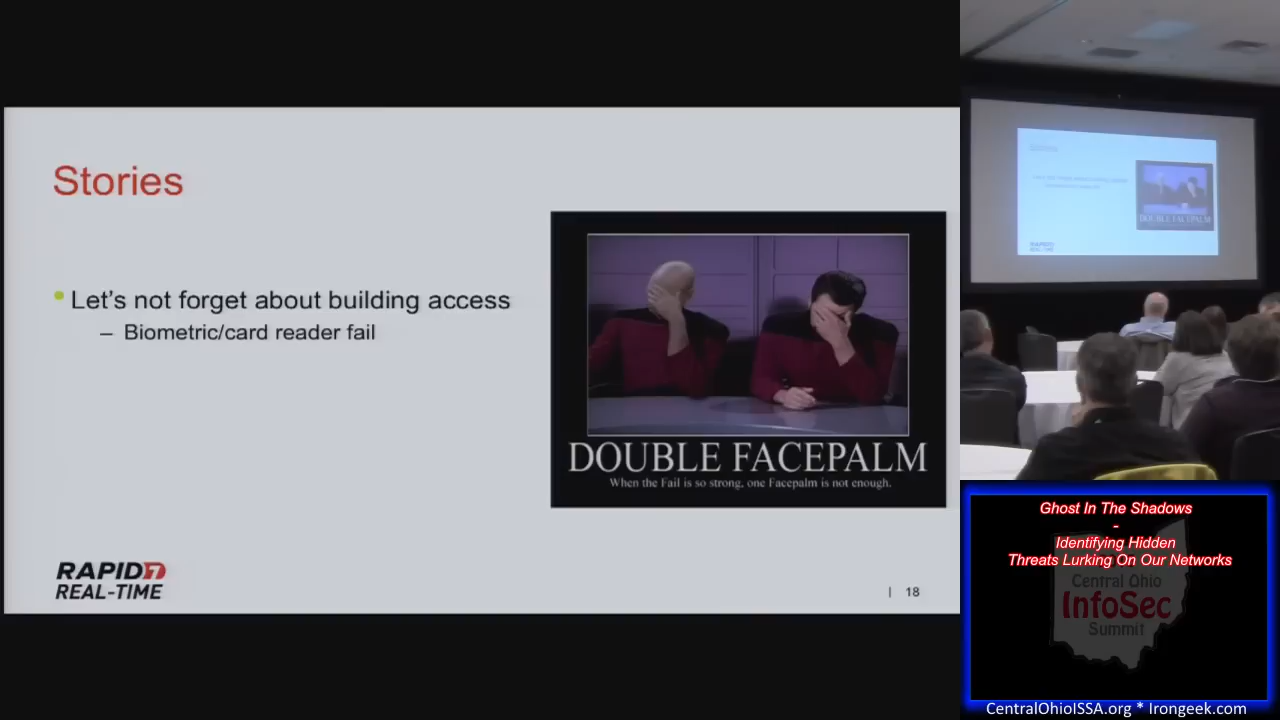 Stories
Let's not forget about building access
– Biometric/card reader fail
DOUBLE FACEPALM
When the Fail is so strong, one Facepalm is not enough.
RAPID7
REAL-TIME
| 18
DOUBLE FACEPALM
Ghost In The Shadows
-
Identifying Hidden
Threats Lurking On Our Networks
Central Ohio
InfoSec
Summit
CentralOhioISSA.org * Irongeek.com